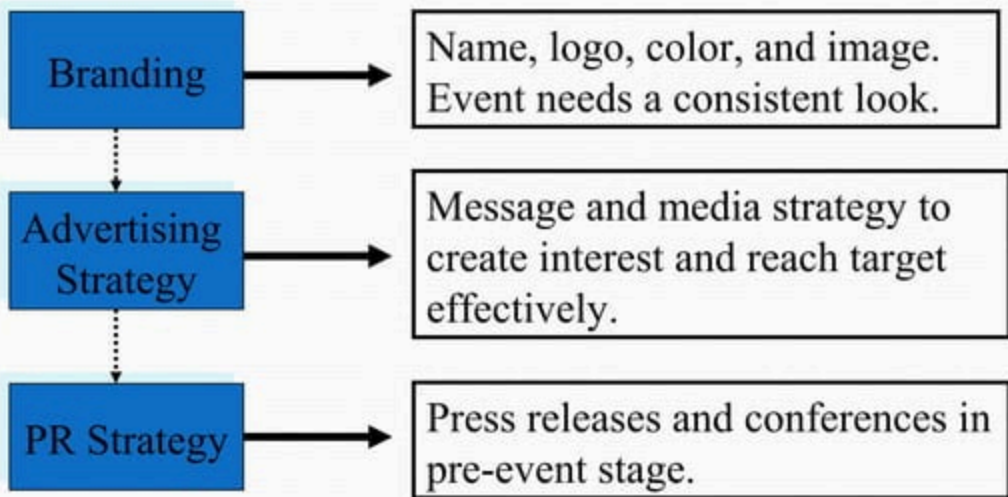 Branding
Name, logo, color, and image.
Event needs a consistent look.
Advertising
Strategy
Message and media strategy to
create interest and reach target
effectively.
PR Strategy
Press releases and conferences in
pre-event stage.